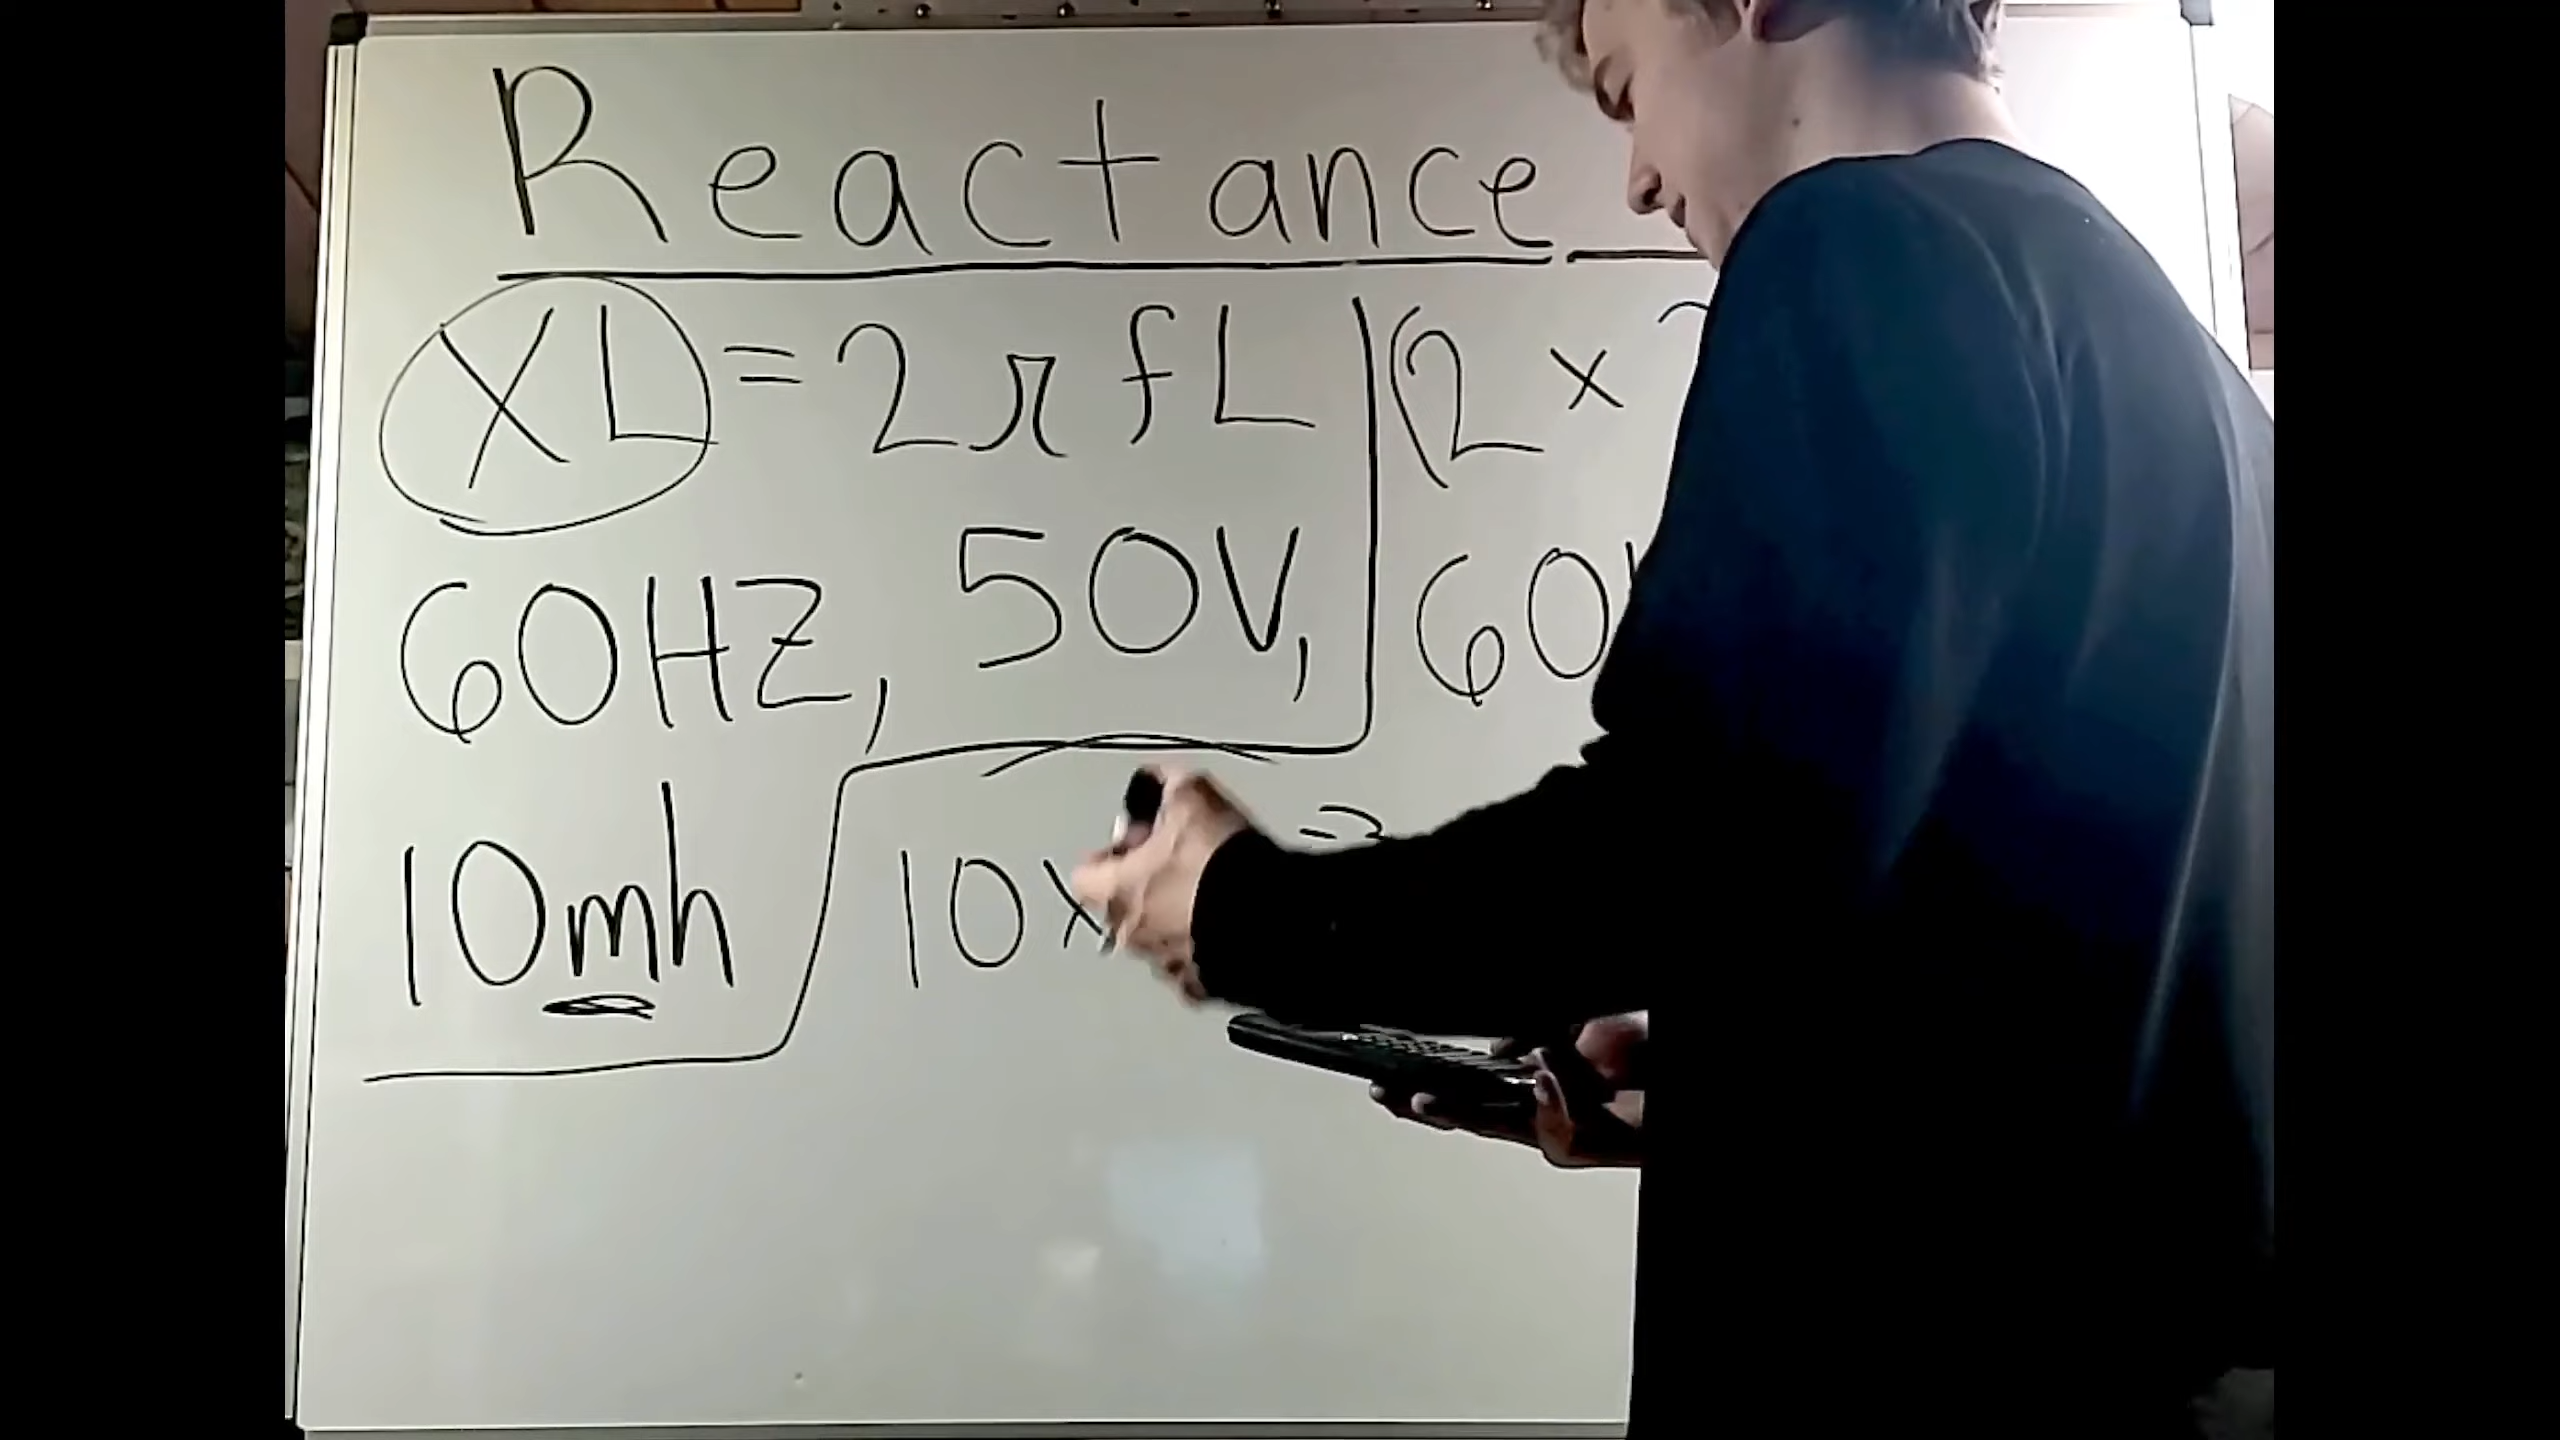 Reactance
XL = 2πfL
60HZ, 50V,
10mh
(2 x
60
10x